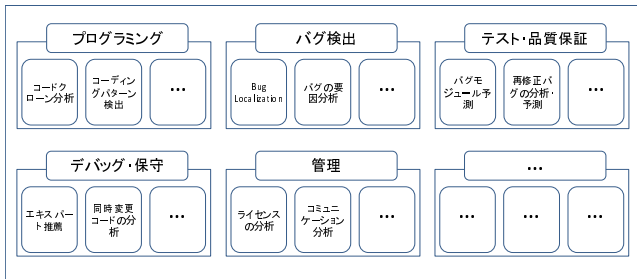 プログラミング
コードク
ローン分析
コーディン
グパターン
検出
…
バグ検出
Bug
Localization
バグの要
因分析
…
テスト・品質保証
バグモ
ジュール予
測
再修正バ
グの分析・
予測
…
デバッグ・保守
エキスパー
ト推薦
同時変更
コードの分
析
…
管理
ライセンス
の分析
コミュニ
ケーション
分析
…
…
…
…
…